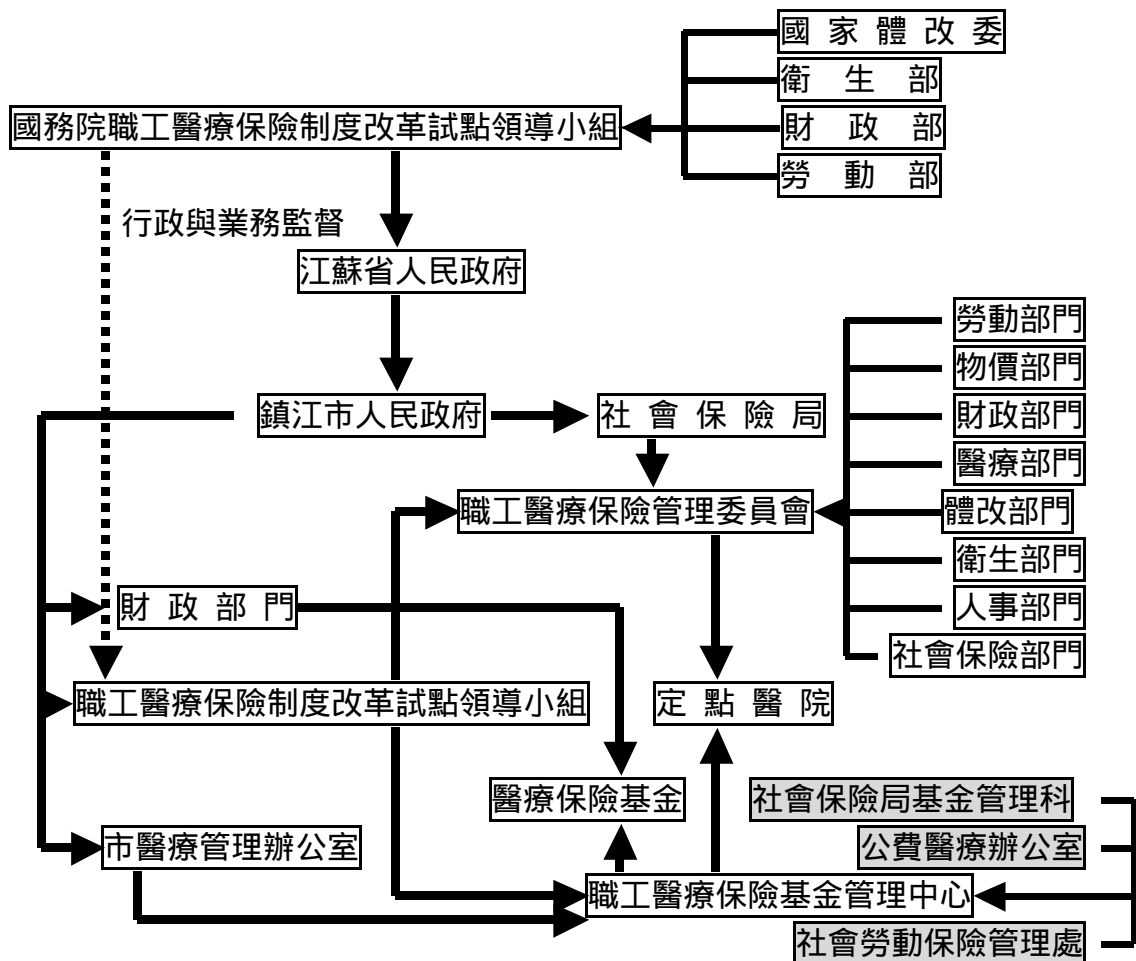 國家體改委
衛生部
國務院職工醫療保險制度改革試點領導小組
財政部
勞動部
行政與業務監督
江蘇省人民政府
勞動部門
物價部門
鎮江市人民政府
社會保險局
財政部門
醫療部門
職工醫療保險管理委員會
體改部門
衛生部門
財政部門
人事部門
社會保險部門
職工醫療保險制度改革試點領導小組
定點醫院
醫療保險基金
社會保險局基金管理科
市醫療管理辦公室
公費醫療辦公室
職工醫療保險基金管理中心
社會勞動保險管理處